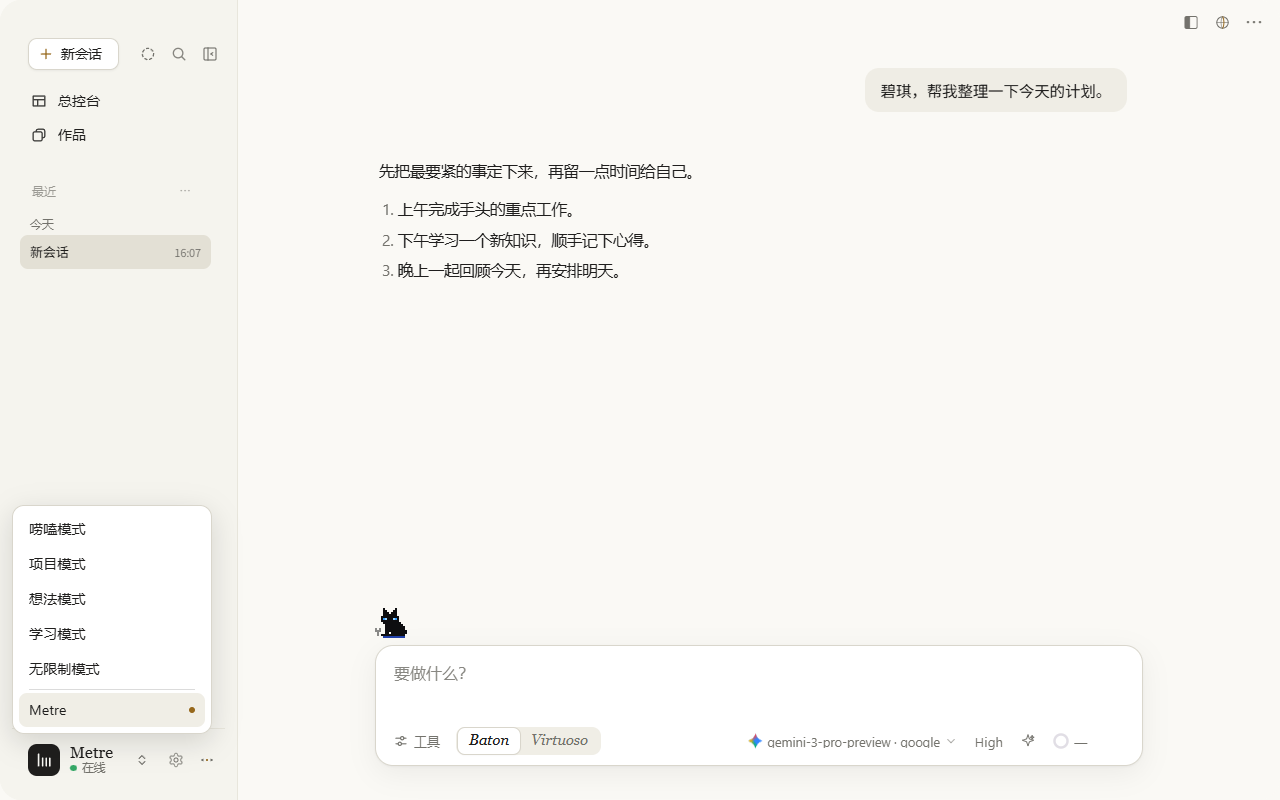 新会话
总控台
作品
最近
今天
新会话 16:07
唠嗑模式
项目模式
想法模式
学习模式
无限制模式
Metre
Metre
在线
碧琪，帮我整理一下今天的计划。
先把最要紧的事定下来，再留一点时间给自己。
1. 上午完成手头的重点工作。
2. 下午学习一个新知识，顺手记下心得。
3. 晚上一起回顾今天，再安排明天。
要做什么？
工具 Baton Virtuoso gemini-3-pro-preview · google High —